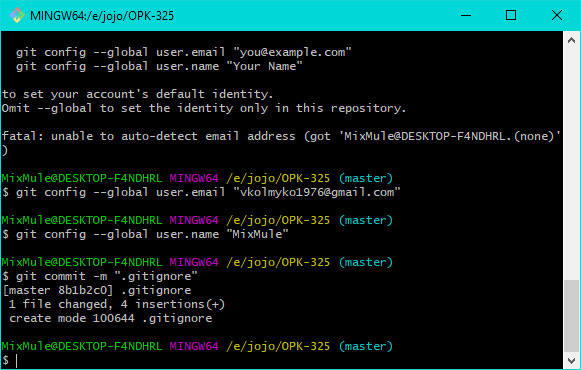 MINGW64:/e/jojo/OPK-325
git config --global user.email "you@example.com"
git config --global user.name "Your Name"
to set your account's default identity.
Omit --global to set the identity only in this repository.
fatal: unable to auto-detect email address (got 'MixMule@DESKTOP-F4NDHRL.(none)'
)
MixMule@DESKTOP-F4NDHRL MINGW64 /e/jojo/OPK-325 (master)
$ git config --global user.email "vkolmyko1976@gmail.com"
MixMule@DESKTOP-F4NDHRL MINGW64 /e/jojo/OPK-325 (master)
$ git config --global user.name "MixMule"
MixMule@DESKTOP-F4NDHRL MINGW64 /e/jojo/OPK-325 (master)
$ git commit -m ".gitignore"
[master 8b1b2c0] .gitignore
1 file changed, 4 insertions(+)
create mode 100644 .gitignore
MixMule@DESKTOP-F4NDHRL MINGW64 /e/jojo/OPK-325 (master)
$